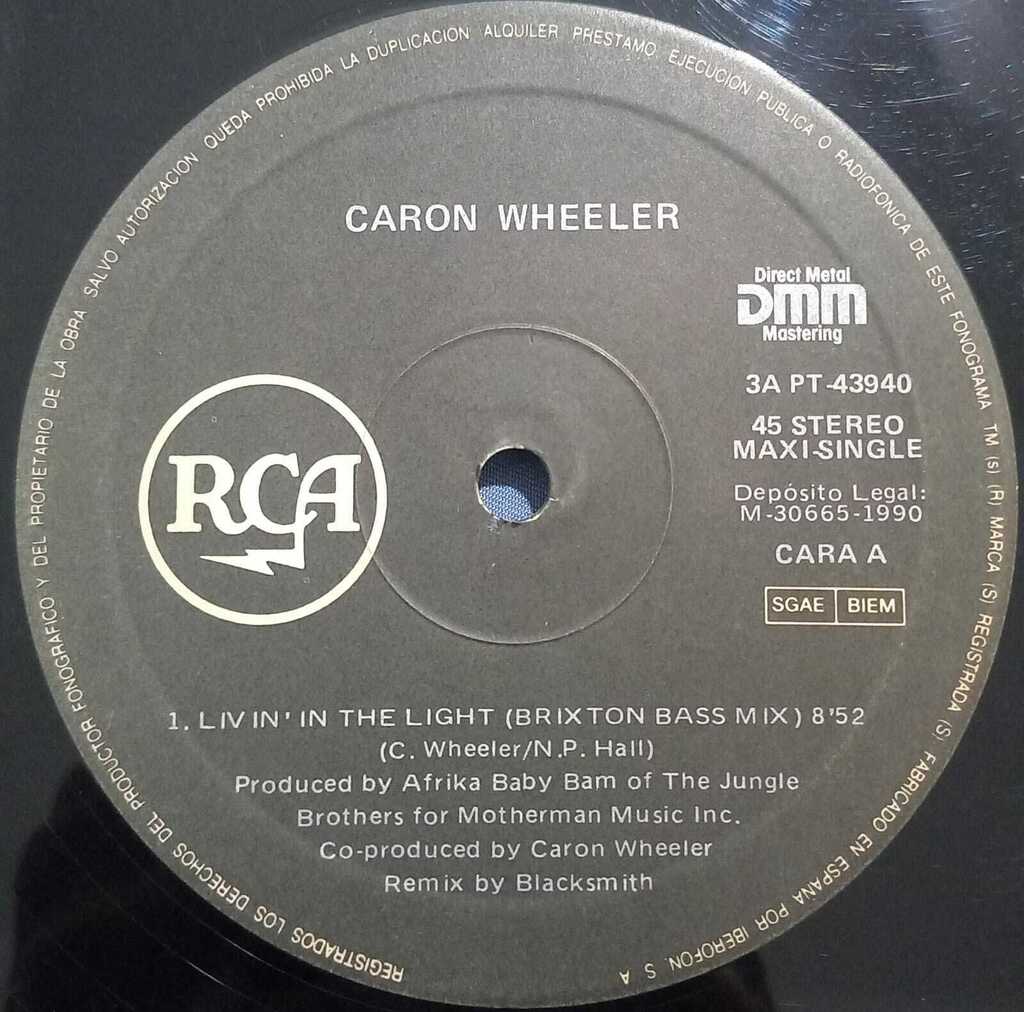 REGISTRADOS LOS DERECHOS DEL PRODUCTOR FONOGRAFICO Y DEL PROPIETARIO DE LA OBRA SALVO AUTORIZACION QUEDA PROHIBIDA LA DUPLICACION ALQUILER PRESTAMO EJECUCION PUBLICA O RADIOFONICA DE ESTE FONOGRAMA TM (S) (R) MARCA (S) REGISTRADA (S) FABRICADO EN ESPAÑA POR IBEROFON, S A
CARON WHEELER
Direct Metal
DMM
Mastering
3A PT-43940
45 STEREO
MAXI-SINGLE
Depósito Legal:
M-30665-1990
CARA A
SGAE BIEM
RCA
1. LIVIN' IN THE LIGHT (BRIXTON BASS MIX) 8'52
(C. Wheeler/N.P. Hall)
Produced by Afrika Baby Bam of The Jungle
Brothers for Motherman Music Inc.
Co-produced by Caron Wheeler
Remix by Blacksmith